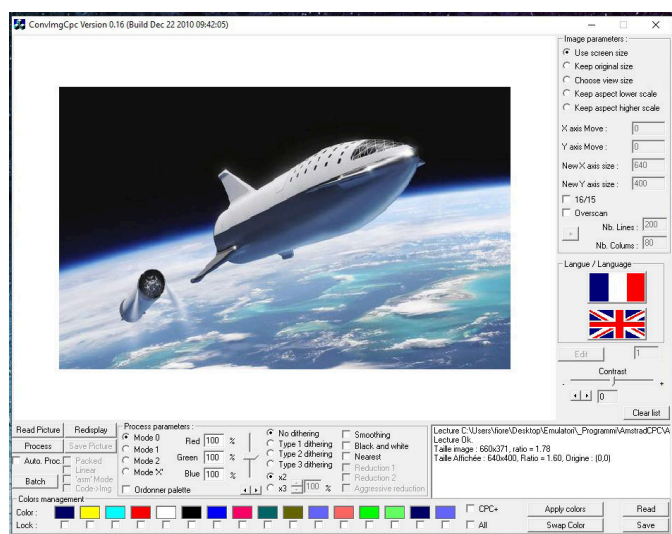 ConvImgCpc Version 0.16 (Build Dec 22 2010 09:42:05)
Image parameters :
Use screen size
Keep original size
Choose view size
Keep aspect lower scale
Keep aspect higher scale
X axis Move : 0
Y axis Move : 0
New X axis size : 640
New Y axis size : 400
16/15
Overscan
Nb. Lines : 200
Nb. Colums : 80
Langue / Language
Edit 1
Contrast
- +
0
Clear list
Read Picture Redisplay
Process Save Picture
Auto. Proc. Packed
Linear
Batch 'asm' Mode
Code->Img
Process parameters :
Mode 0 Red 100 %
Mode 1
Mode 2 Green 100 %
Mode 'X' Blue 100 %
Ordonner palette
No dithering
Type 1 dithering
Type 2 dithering
Type 3 dithering
x2
x3 100 %
Smoothing
Black and white
Nearest
Reduction 1
Reduction 2
Aggressive reduction
Lecture C:\Users\fiore\Desktop\Emulatori\_Programmi\AmstradCPC\A
Lecture Ok.
Taille image : 660x371, ratio = 1.78
Taille Affichée : 640x400, Ratio = 1.60, Origine : (0,0)
Colors management
Color : CPC+ Apply colors Read
Lock : All Swap Color Save